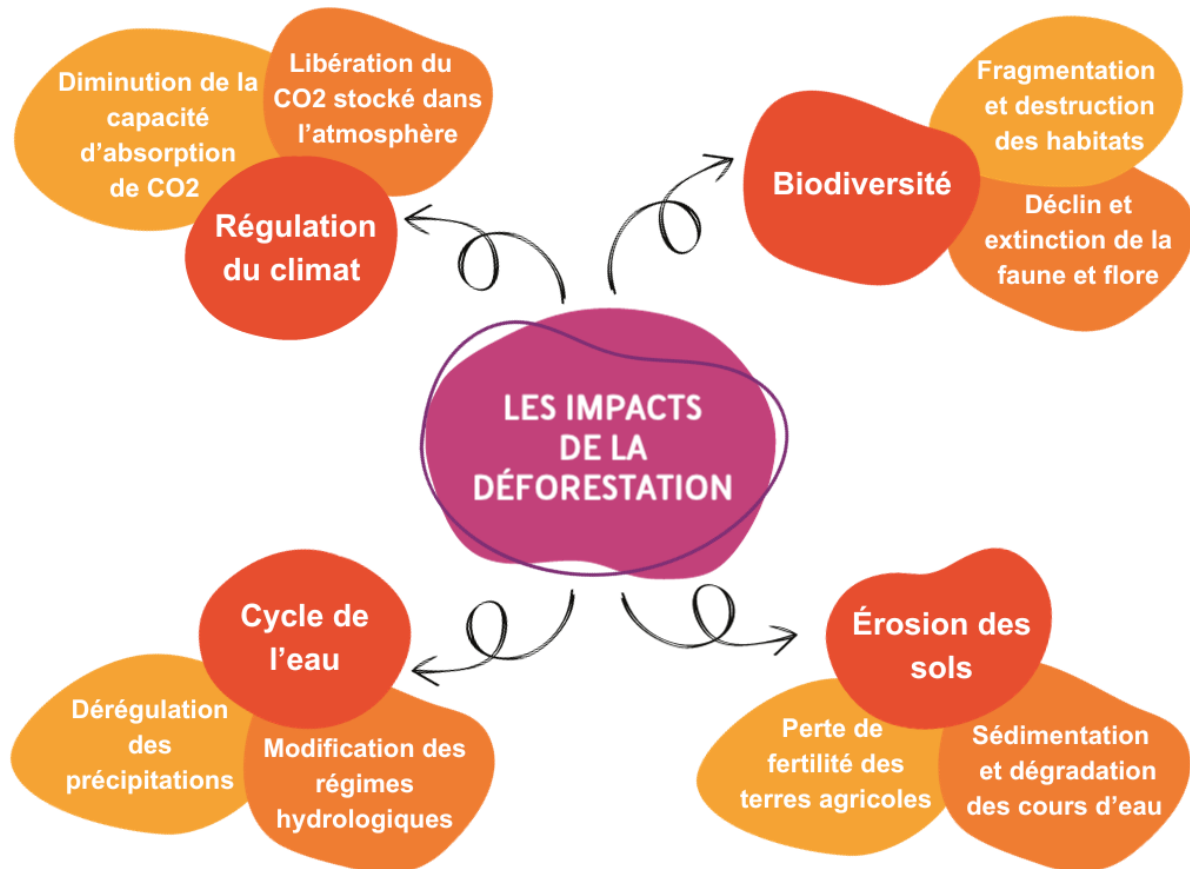 Diminution de la
capacité
d’absorption
de CO2
Libération du
CO2 stocké dans
l’atmosphère
Régulation
du climat
Biodiversité
Fragmentation
et destruction
des habitats
Déclin et
extinction de la
faune et flore
LES IMPACTS
DE LA
DÉFORESTATION
Cycle de
l’eau
Dérégulation
des
précipitations
Modification des
régimes
hydrologiques
Érosion des
sols
Perte de
fertilité des
terres agricoles
Sédimentation
et dégradation
des cours d’eau